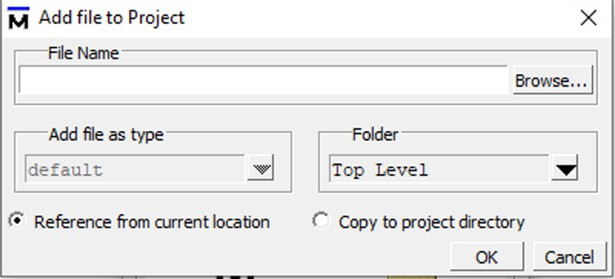 Add file to Project
File Name
Browse...
Add file as type
Folder
default
Top Level
Reference from current location
Copy to project directory
OK
Cancel